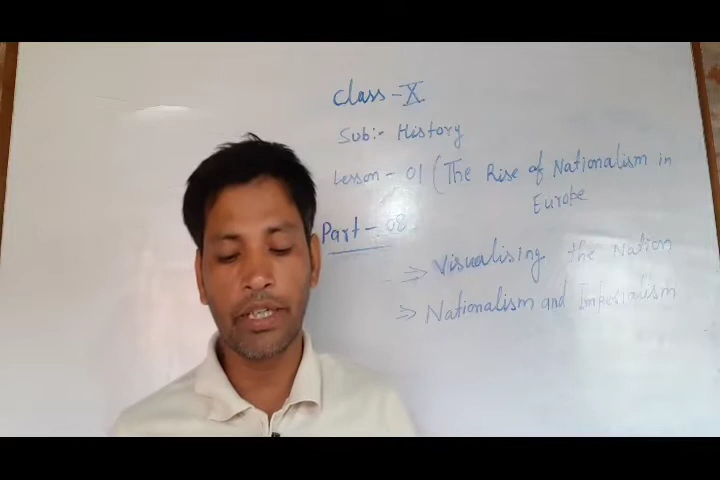 Class - X
Sub:- History
Lesson - 01 (The Rise of Nationalism in
Europe
Part - 08
⇒ Visualising the Nation
⇒ Nationalism and Imperialism